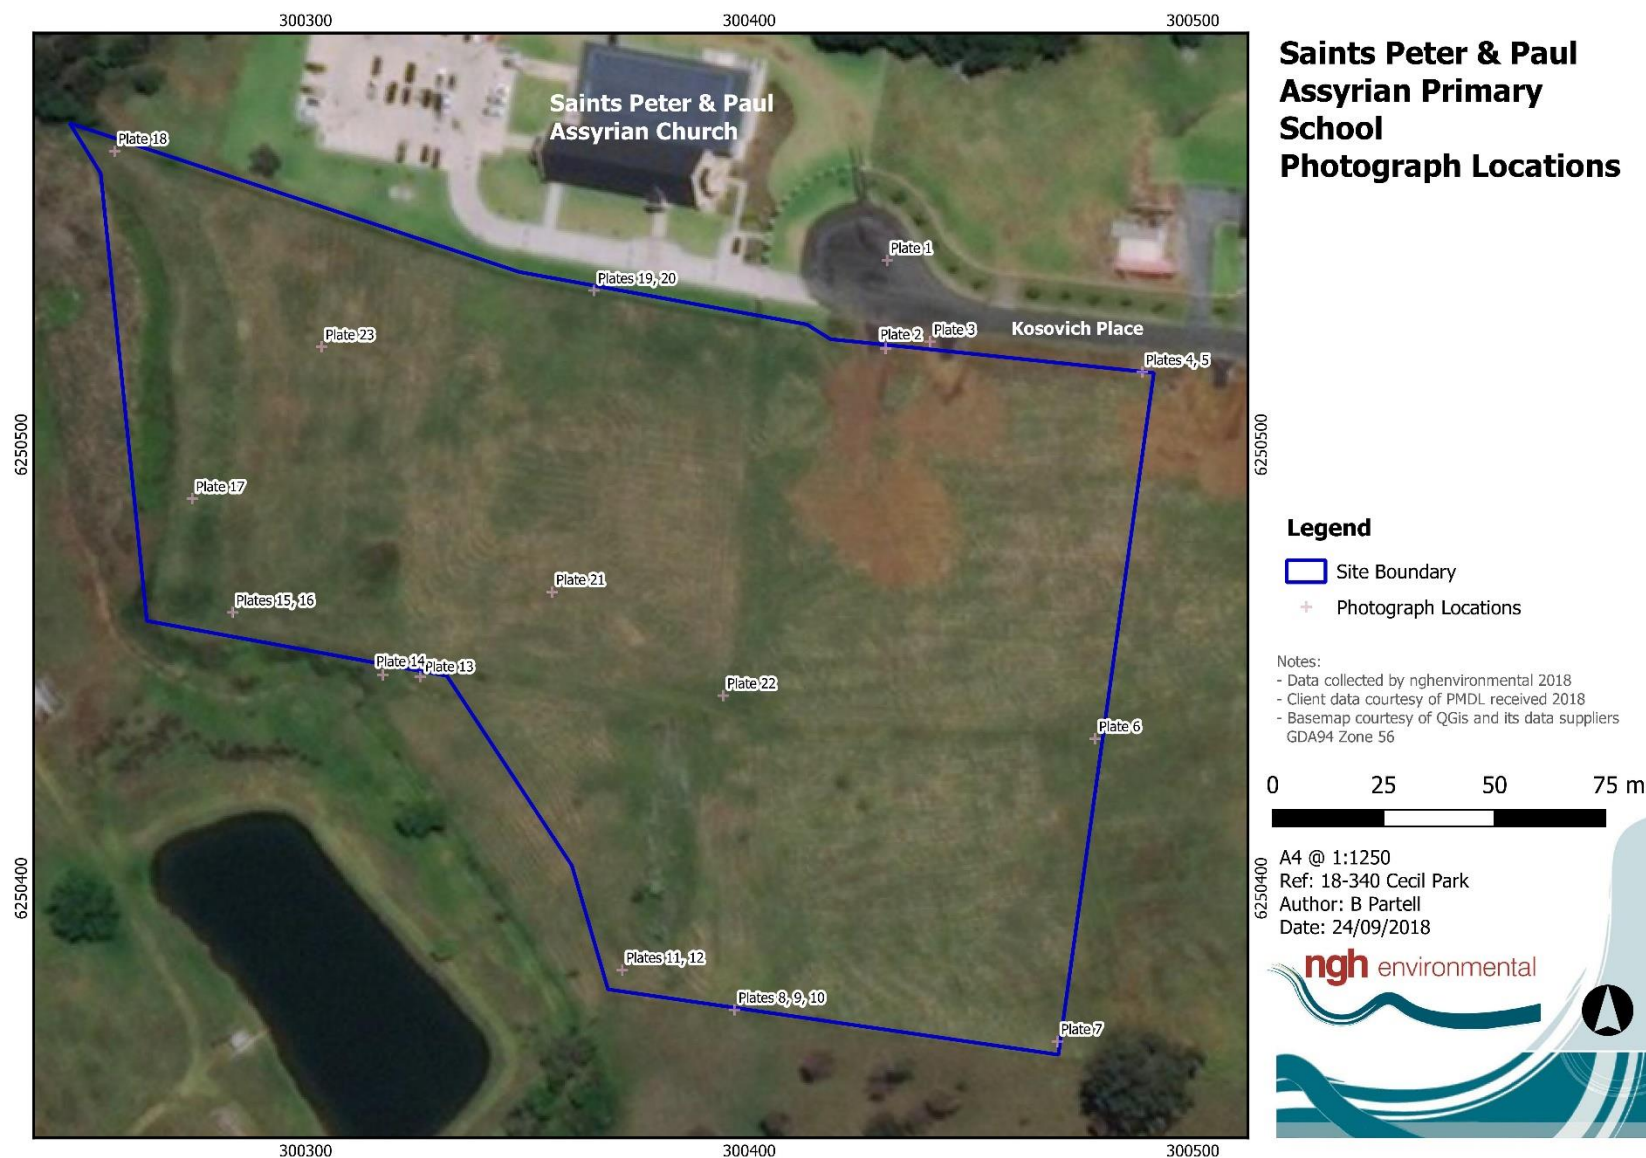 300300
300400
300500
Saints Peter & Paul
Assyrian Primary
School
Photograph Locations
Saints Peter & Paul
Assyrian Church
Plate 18
Plate 1
Plates 19, 20
Plate 23
Plate 2
Plate 3
Kosovich Place
Plates 4, 5
6250500
6250500
Plate 17
Plate 21
Plates 15, 16
Plate 14
Plate 13
Plate 22
Plate 6
6250400
6250400
Plates 11, 12
Plates 8, 9, 10
Plate 7
300300
300400
300500
Legend
Site Boundary
Photograph Locations
Notes:
- Data collected by nghenvironmental 2018
- Client data courtesy of PMDL received 2018
- Basemap courtesy of QGis and its data suppliers
GDA94 Zone 56
0 25 50 75 m
A4 @ 1:1250
Ref: 18-340 Cecil Park
Author: B Partell
Date: 24/09/2018
ngh environmental